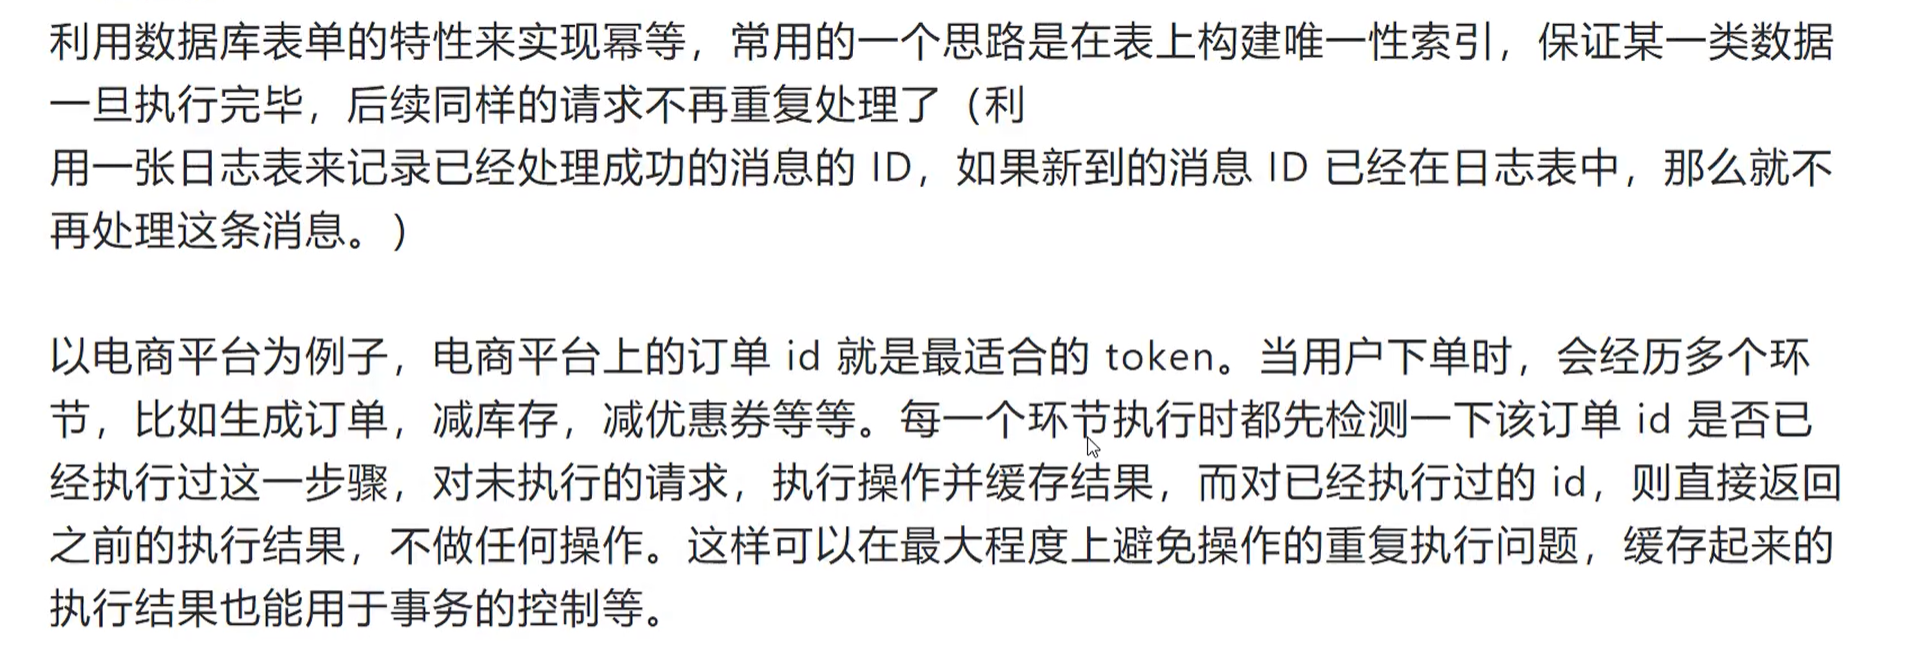 利用数据库表单的特性来实现幂等，常用的一个思路是在表上构建唯一性索引，保证某一类数据
一旦执行完毕，后续同样的请求不再重复处理了（利
用一张日志表来记录已经处理成功的消息的 ID，如果新到的消息 ID 已经在日志表中，那么就不
再处理这条消息。）
以电商平台为例子，电商平台上的订单 id 就是最适合的 token。当用户下单时，会经历多个环
节，比如生成订单，减库存，减优惠券等等。每一个环节执行时都先检测一下该订单 id 是否已
经执行过这一步骤，对未执行的请求，执行操作并缓存结果，而对已经执行过的 id，则直接返回
之前的执行结果，不做任何操作。这样可以在最大程度上避免操作的重复执行问题，缓存起来的
执行结果也能用于事务的控制等。